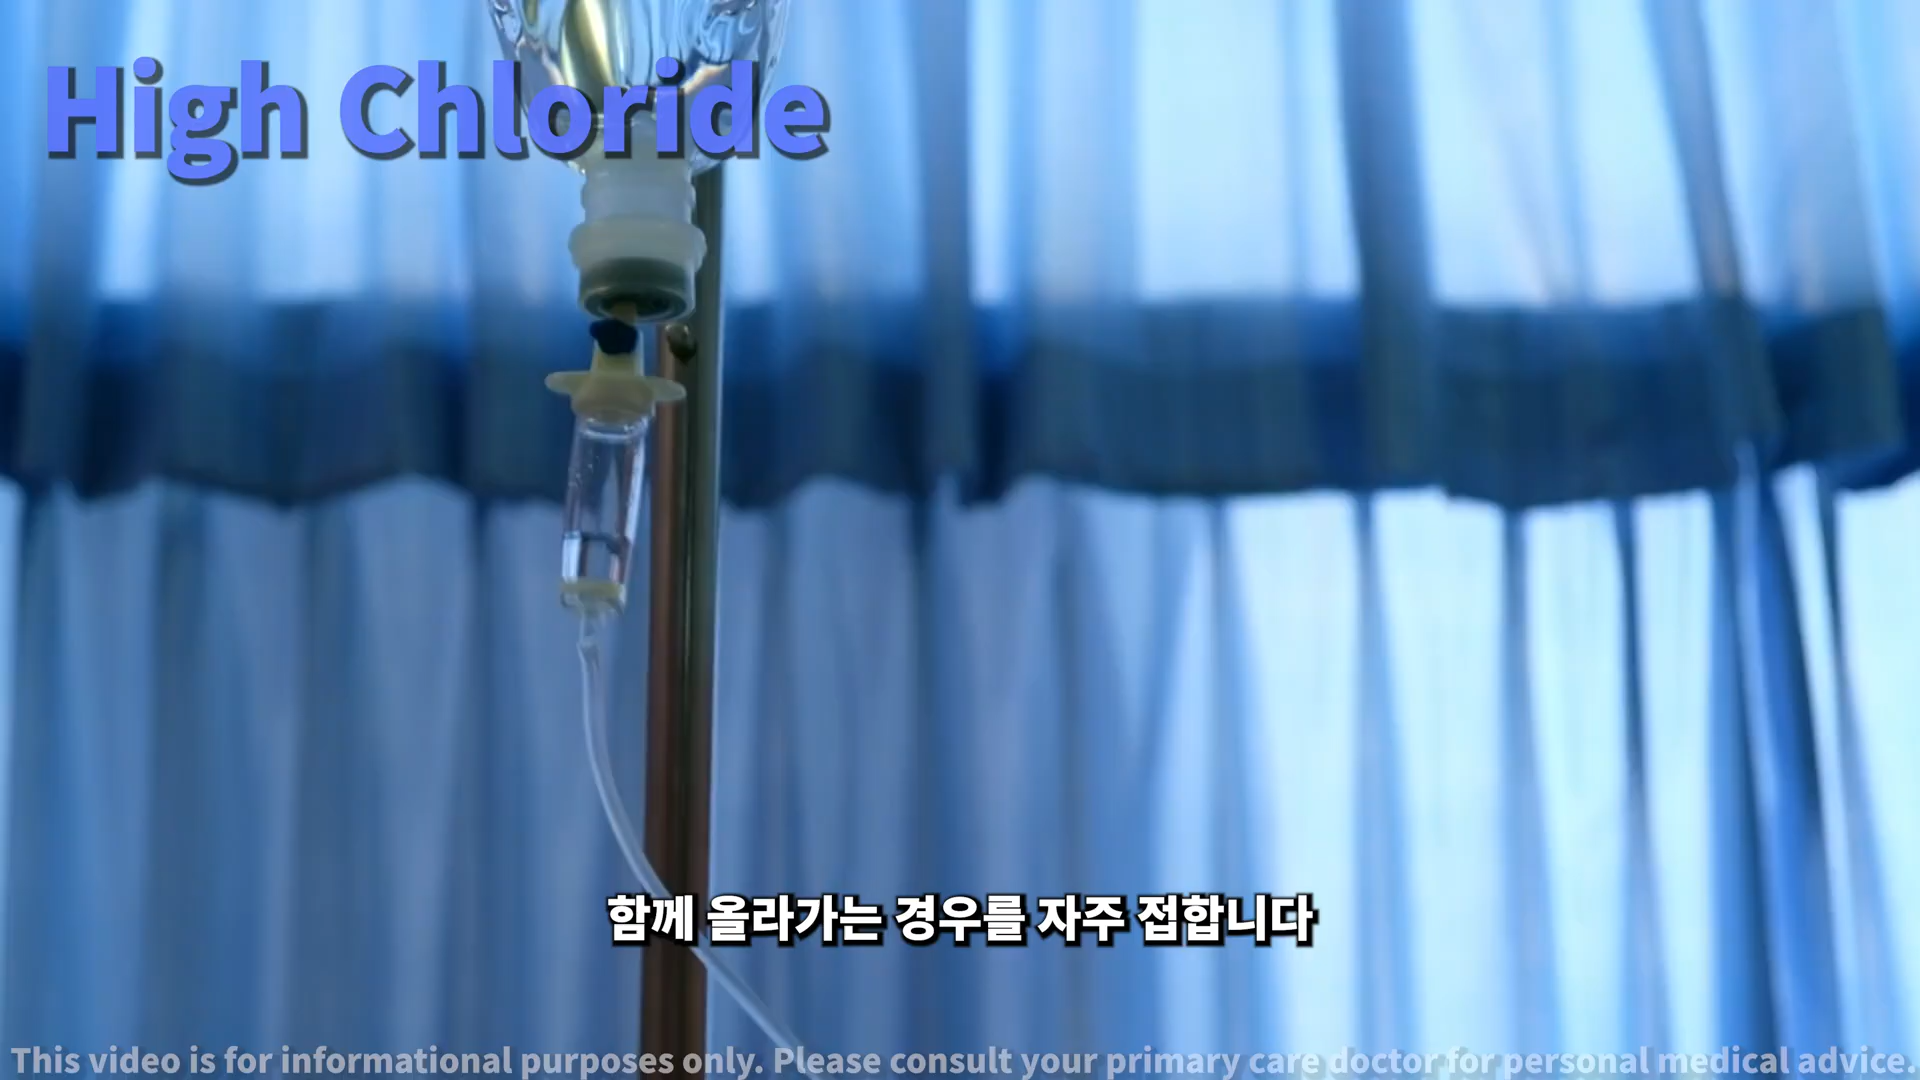 High Chloride
함께 올라가는 경우를 자주 접합니다
This video is for informational purposes only. Please consult your primary care doctor for personal medical advice.